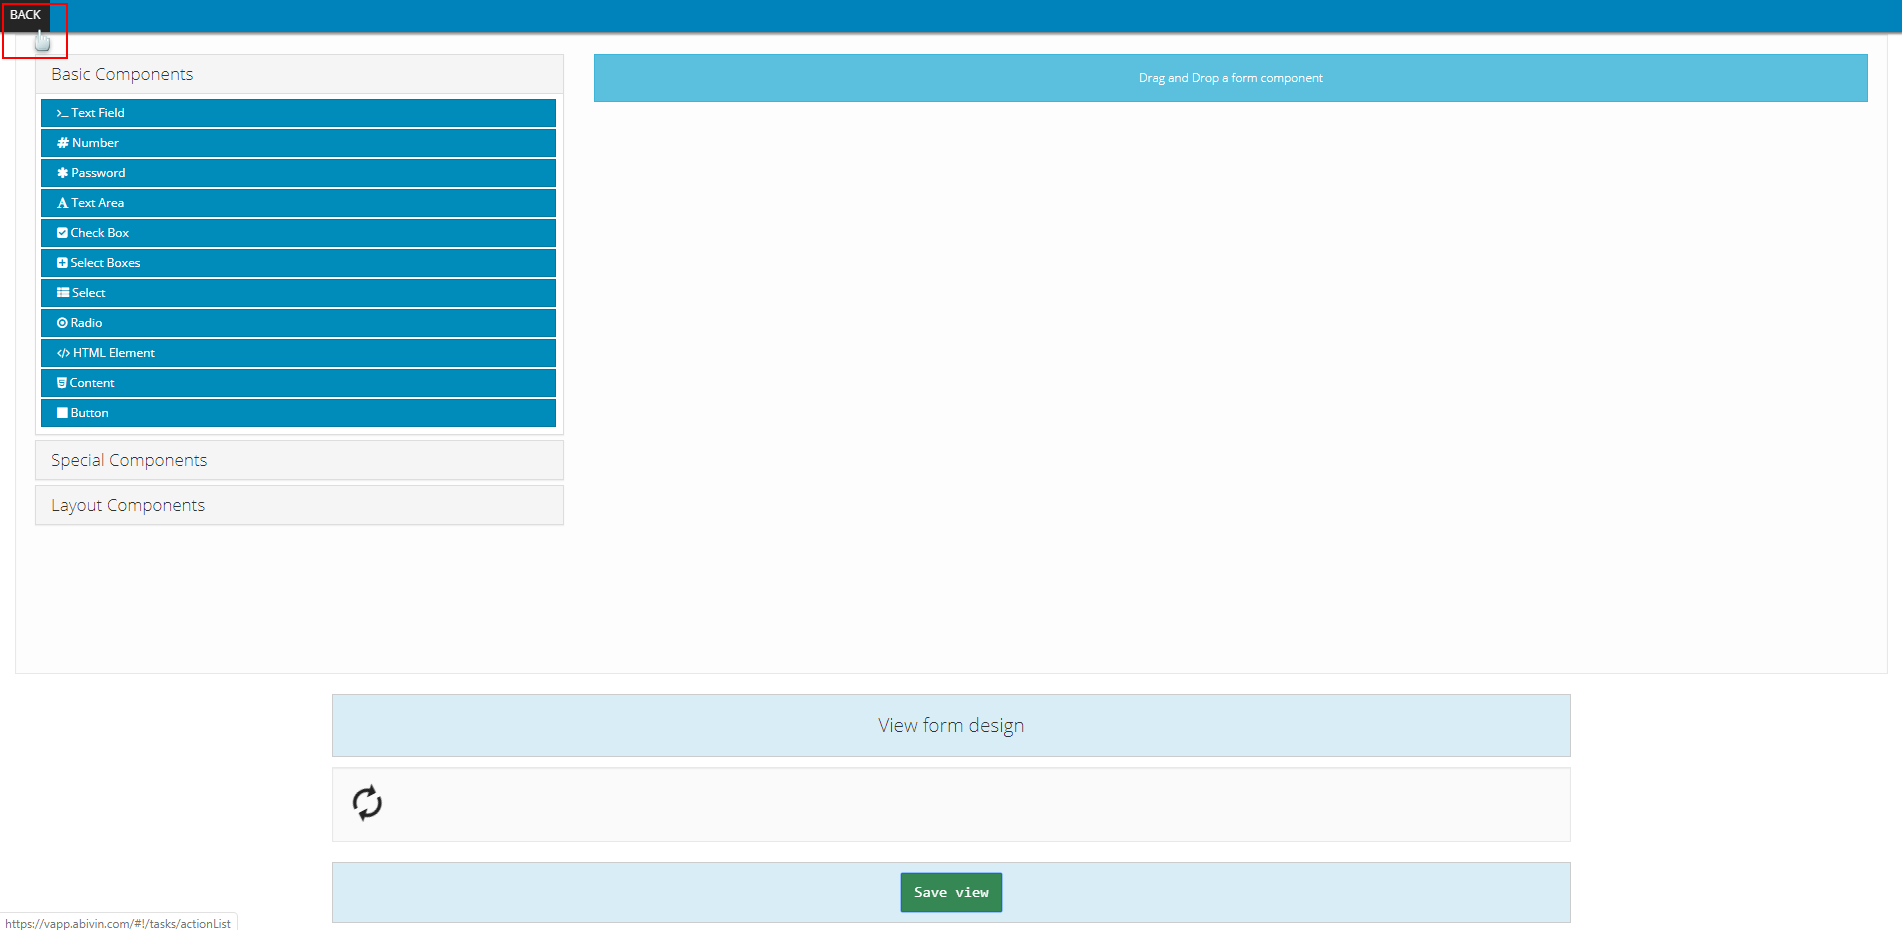 BACK
Basic Components
Text Field
Number
Password
Text Area
Check Box
Select Boxes
Select
Radio
HTML Element
Content
Button
Special Components
Layout Components
Drag and Drop a form component
View form design
Save view
https://vapp.abivin.com/#!/tasks/actionList